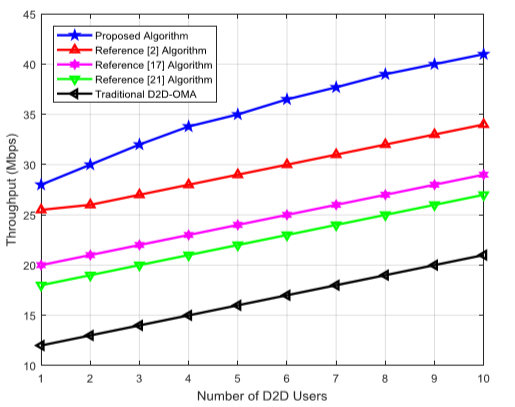 45
40
35
30
25
20
15
10
Throughput (Mbps)
Proposed Algorithm
Reference [2] Algorithm
Reference [17] Algorithm
Reference [21] Algorithm
Traditional D2D-OMA
1 2 3 4 5 6 7 8 9 10
Number of D2D Users